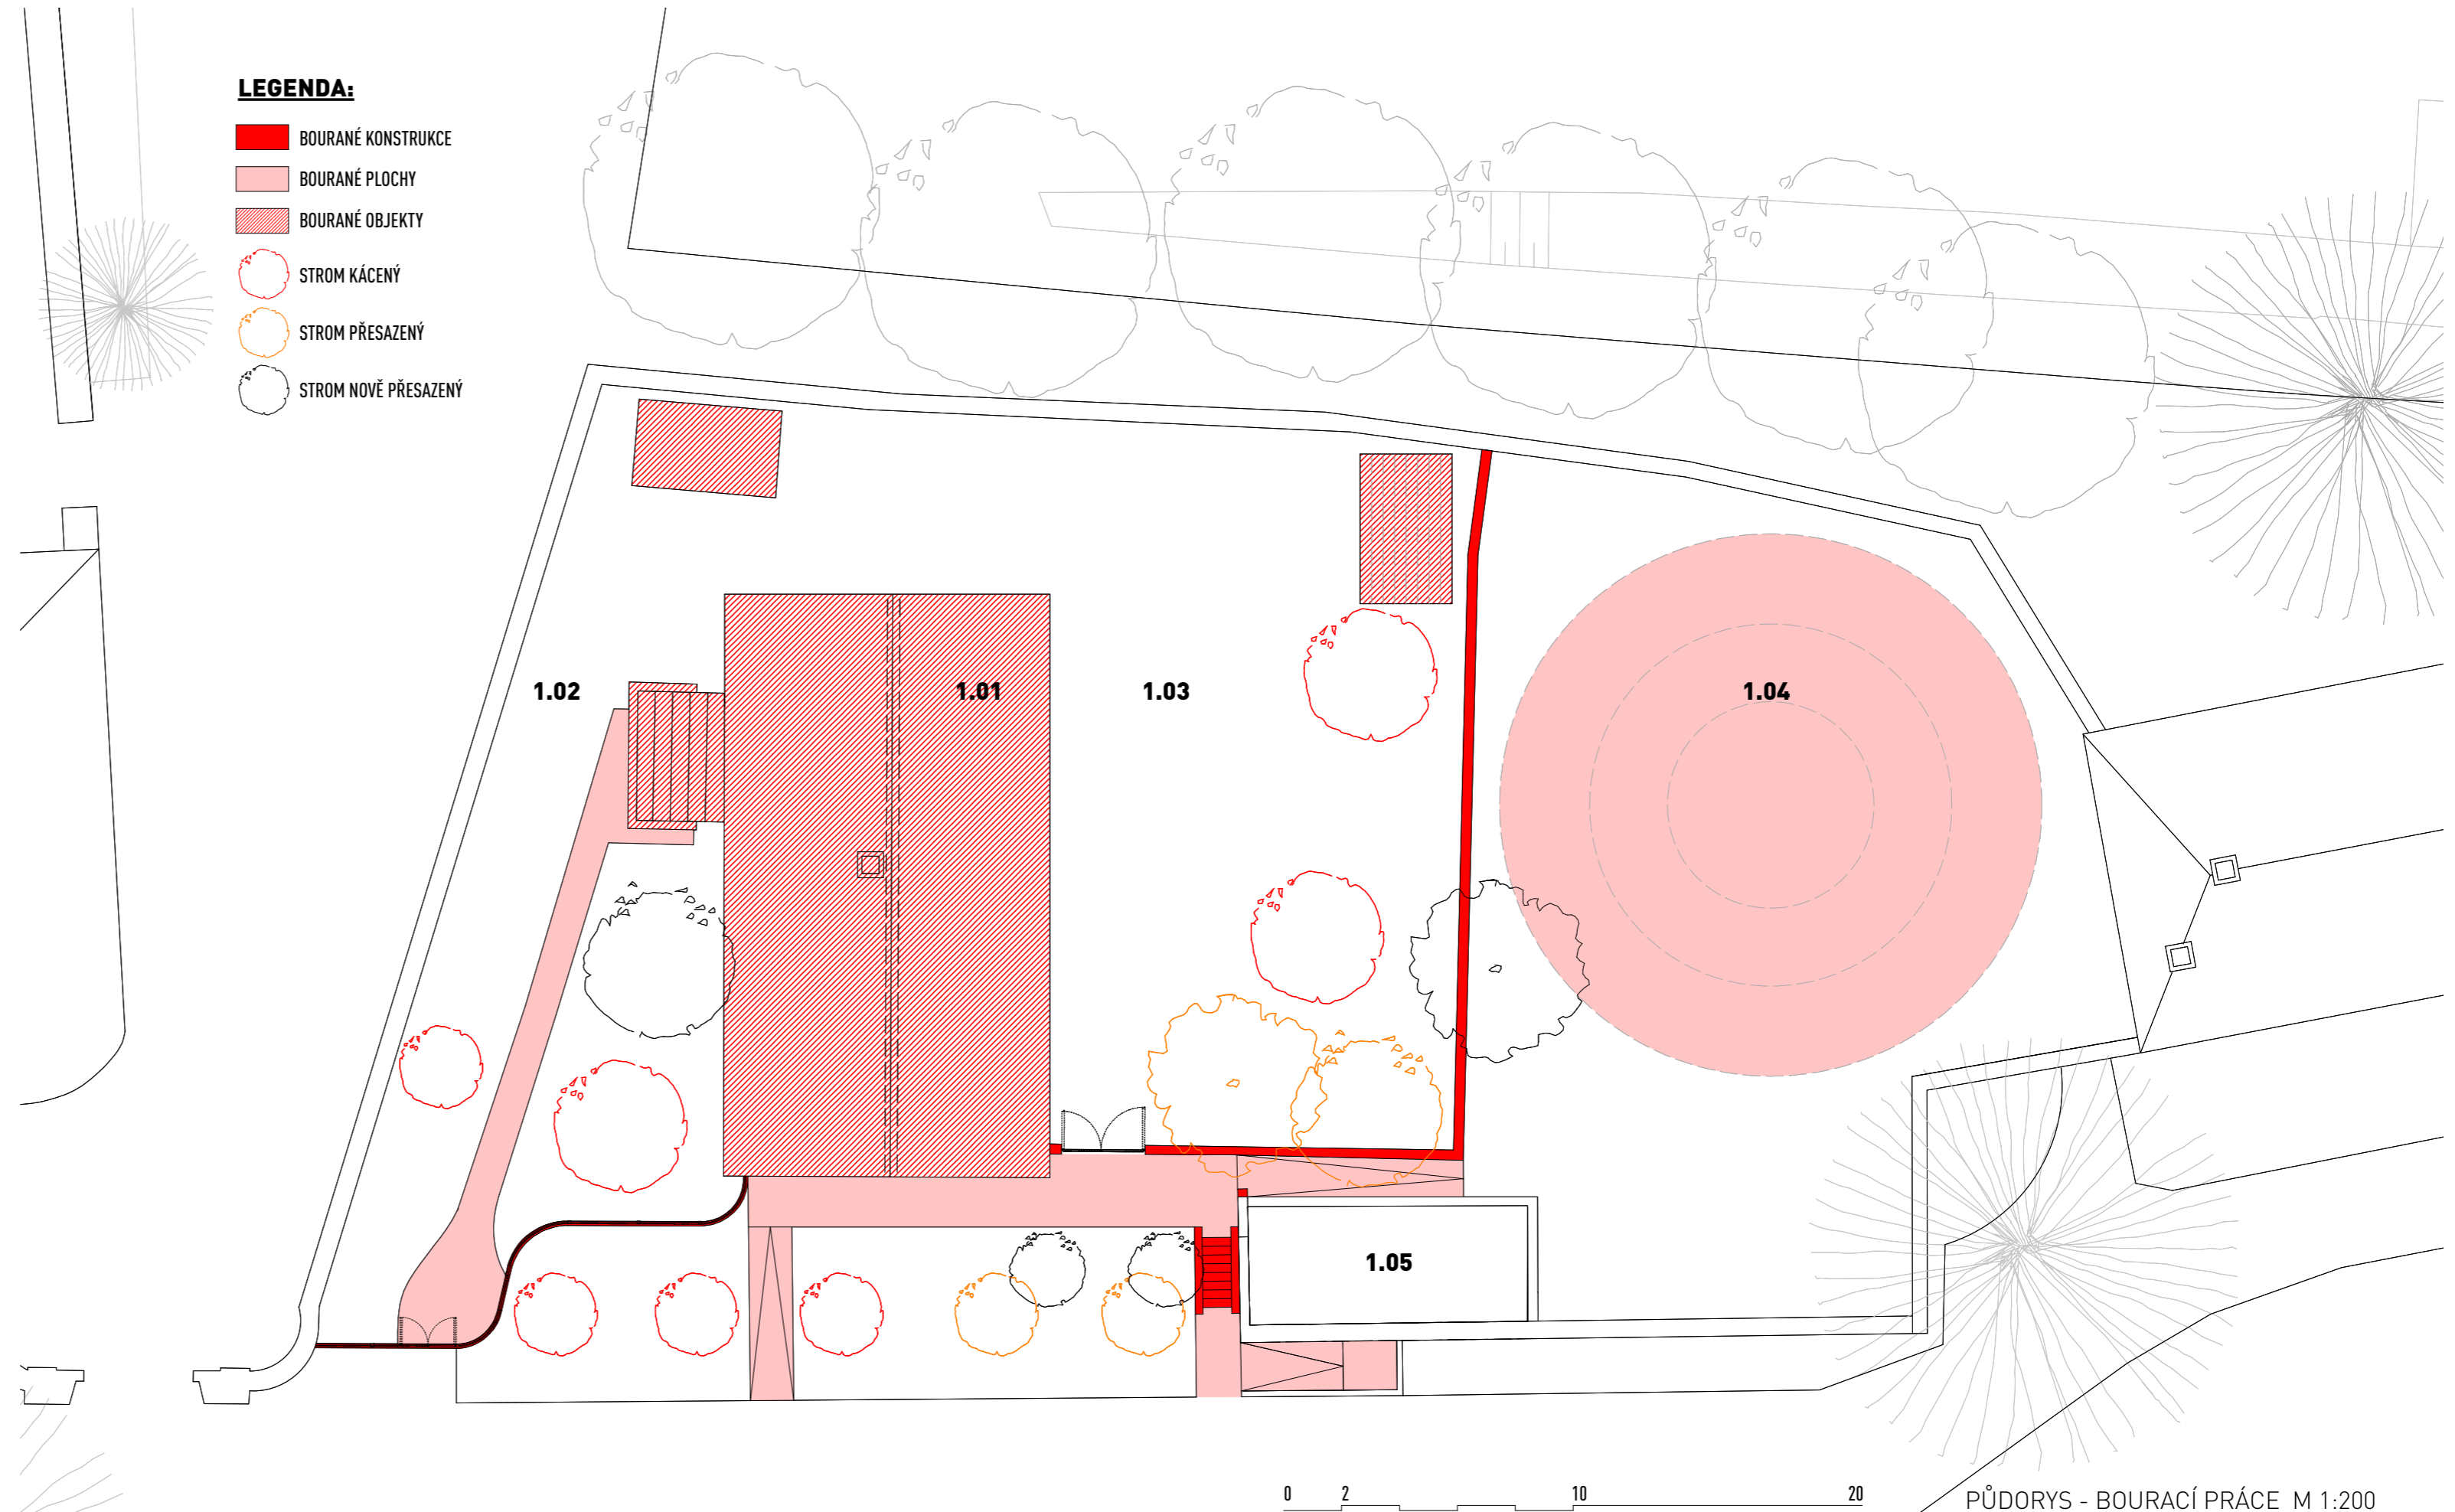 LEGENDA:
BOURANÉ KONSTRUKCE
BOURANÉ PLOCHY
BOURANÉ OBJEKTY
STROM KÁCENÝ
STROM PŘESAZENÝ
STROM NOVĚ PŘESAZENÝ
1.02
1.01
1.03
1.04
1.05
0 2 10 20
PŮDORYS - BOURACÍ PRÁCE M 1:200